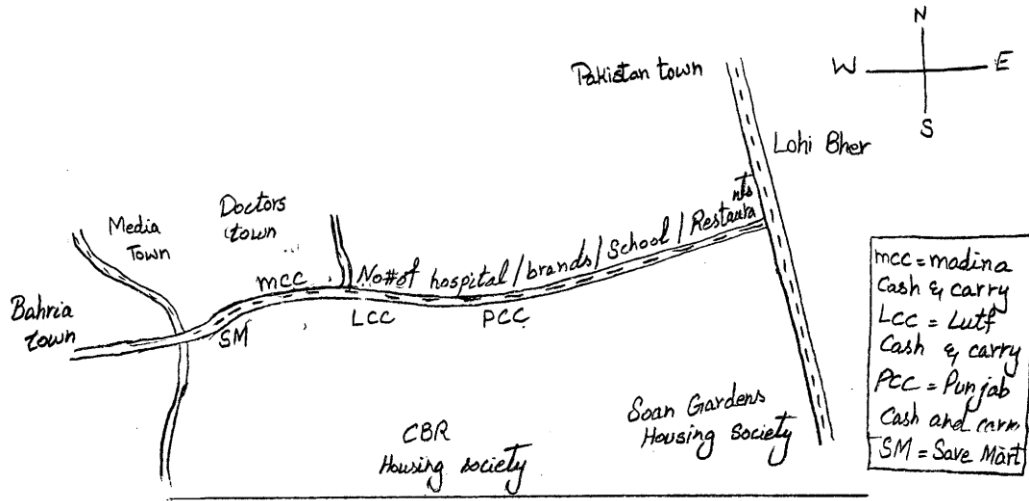 N
W E
S
Pakistan town
Lohi Bher
Media
Town
Doctors
town
Bahria
town
mcc
No# of hospital / brands / School / Restaurants
SM
LCC
PCC
CBR
Housing society
Soan Gardens
Housing Society
mcc = madina
Cash & carry
LCC = Lutf
Cash & carry
PCC = Punjab
Cash and carry
SM = Save Mart